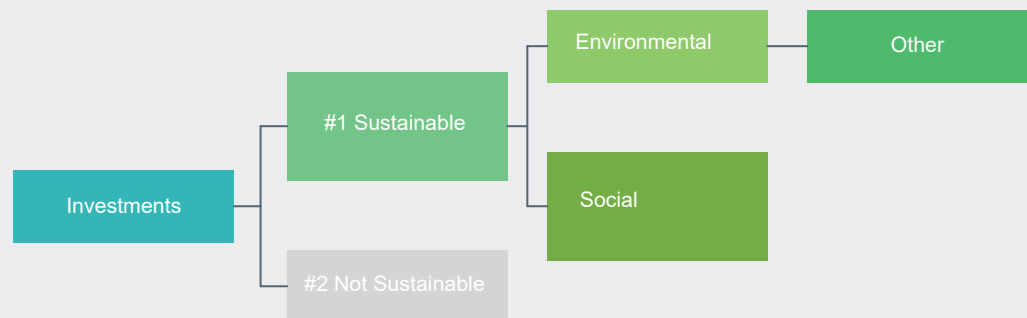 Environmental
Other
#1 Sustainable
Social
Investments
#2 Not Sustainable